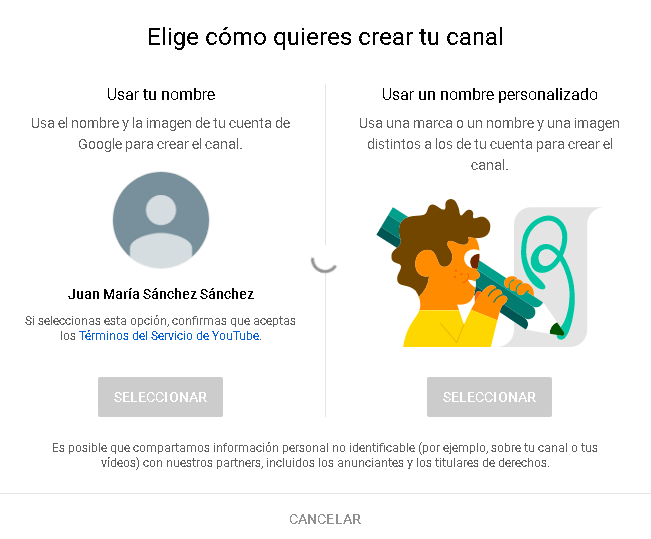 Elige cómo quieres crear tu canal
Usar tu nombre
Usa el nombre y la imagen de tu cuenta de
Google para crear el canal.
Juan María Sánchez Sánchez
Si seleccionas esta opción, confirmas que aceptas
los Términos del Servicio de YouTube.
SELECCIONAR
Usar un nombre personalizado
Usa una marca o un nombre y una imagen
distintos a los de tu cuenta para crear el
canal.
SELECCIONAR
Es posible que compartamos información personal no identificable (por ejemplo, sobre tu canal o tus
vídeos) con nuestros partners, incluidos los anunciantes y los titulares de derechos.
CANCELAR